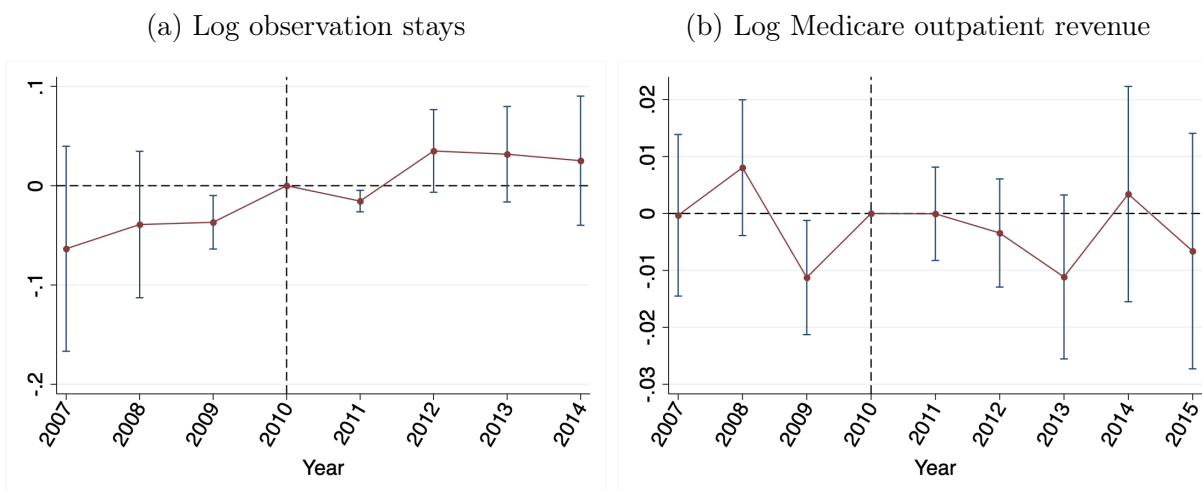 (a) Log observation stays
.1
0
-.1
-.2
2007 2008 2009 2010 2011 2012 2013 2014
Year
(b) Log Medicare outpatient revenue
.02
.01
0
-.01
-.02
-.03
2007 2008 2009 2010 2011 2012 2013 2014 2015
Year